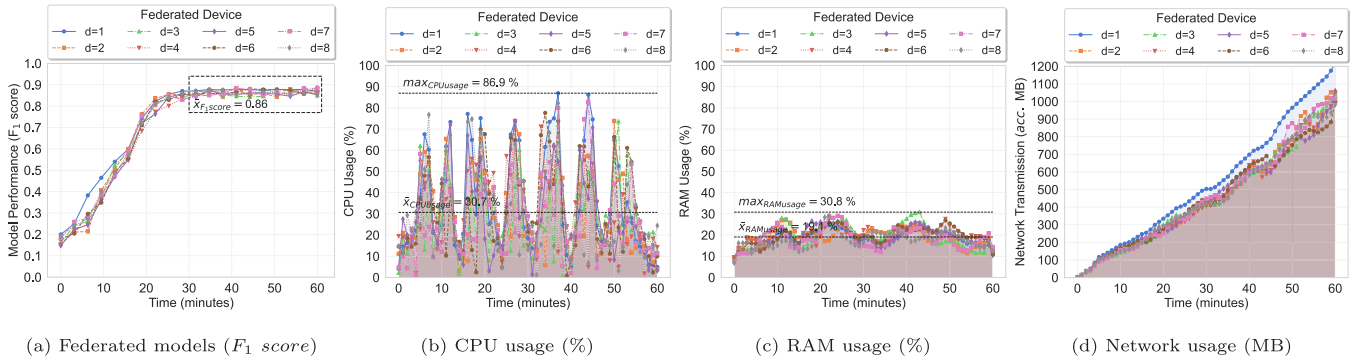 Federated Device
d=1 d=3 d=5 d=7
d=2 d=4 d=6 d=8
Model Performance (F1 score)
1.0
0.9
0.8
0.7
0.6
0.5
0.4
0.3
0.2
0.1
0.0
x̄F1score = 0.86
0 10 20 30 40 50 60
Time (minutes)
(a) Federated models (F1 score)
Federated Device
d=1 d=3 d=5 d=7
d=2 d=4 d=6 d=8
CPU Usage (%)
100
90
80
70
60
50
40
30
20
10
0
maxCPUusage = 86.9 %
x̄CPUusage = 30.7 %
0 10 20 30 40 50 60
Time (minutes)
(b) CPU usage (%)
Federated Device
d=1 d=3 d=5 d=7
d=2 d=4 d=6 d=8
RAM Usage (%)
100
90
80
70
60
50
40
30
20
10
0
maxRAMusage = 30.8 %
x̄RAMusage = 19.1 %
0 10 20 30 40 50 60
Time (minutes)
(c) RAM usage (%)
Federated Device
d=1 d=3 d=5 d=7
d=2 d=4 d=6 d=8
Network Transmission (acc. MB)
1200
1100
1000
900
800
700
600
500
400
300
200
100
0
0 10 20 30 40 50 60
Time (minutes)
(d) Network usage (MB)